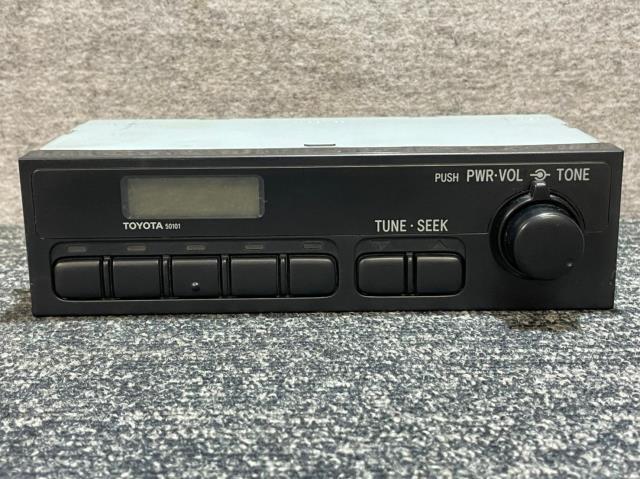 PUSH PWR·VOL TONE
TOYOTA 50101
TUNE·SEEK